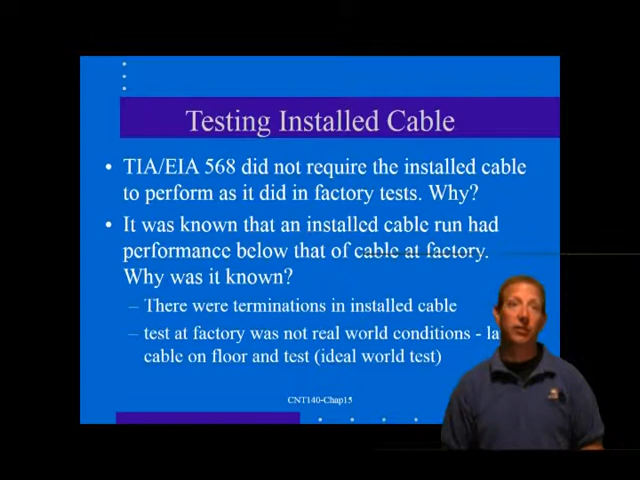 Testing Installed Cable
• TIA/EIA 568 did not require the installed cable
to perform as it did in factory tests. Why?
• It was known that an installed cable run had
performance below that of cable at factory.
Why was it known?
– There were terminations in installed cable
– test at factory was not real world conditions -
cable on floor and test (ideal world test)
CNT140-Chap15